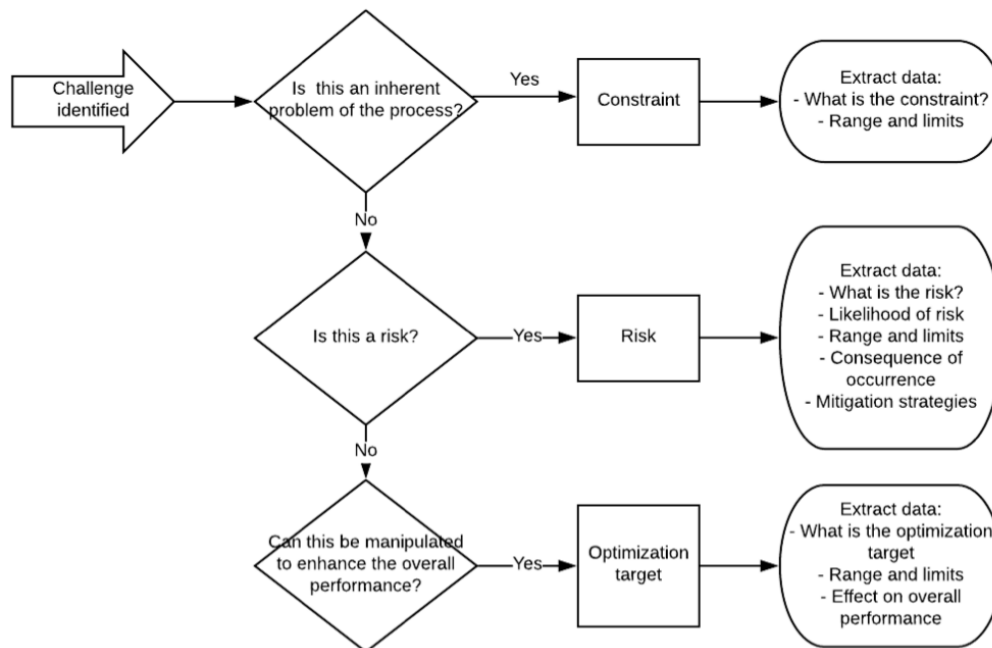 Challenge
identified
Is this an inherent
problem of the process?
Yes
Constraint
Extract data:
- What is the constraint?
- Range and limits
No
Is this a risk?
Yes
Risk
Extract data:
- What is the risk?
- Likelihood of risk
- Range and limits
- Consequence of
occurrence
- Mitigation strategies
No
Can this be manipulated
to enhance the overall
performance?
Yes
Optimization
target
Extract data:
- What is the optimization
target
- Range and limits
- Effect on overall
performance